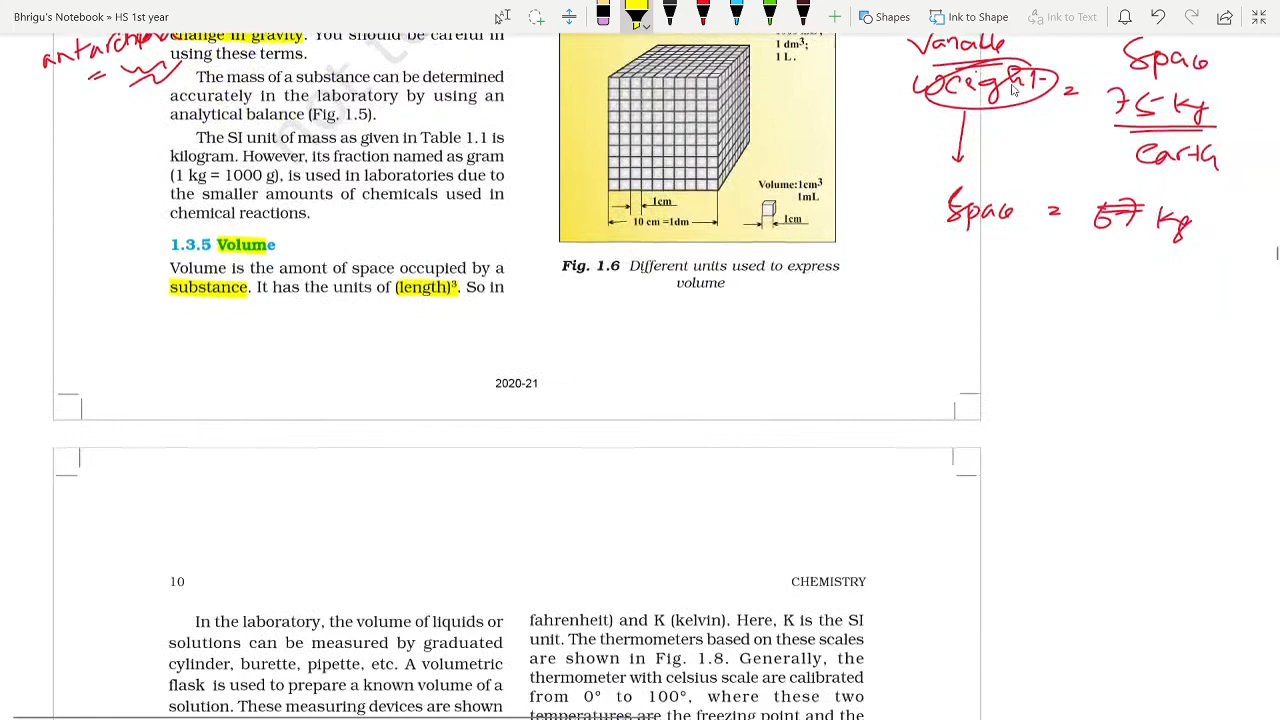 Bhrigu's Notebook » HS 1st year
Shapes
Ink to Shape
Ink to Text
change in gravity. You should be careful in
using these terms.
The mass of a substance can be determined
accurately in the laboratory by using an
analytical balance (Fig. 1.5).
The SI unit of mass as given in Table 1.1 is
kilogram. However, its fraction named as gram
(1 kg = 1000 g), is used in laboratories due to
the smaller amounts of chemicals used in
chemical reactions.
1.3.5 Volume
Volume is the amont of space occupied by a
substance. It has the units of (length)³. So in
1 dm³;
1 L.
Volume:1cm³
1mL
1cm
10 cm =1dm
1cm
Fig. 1.6 Different units used to express
volume
Variable
weight =
Space
75 kg
earth
Space = 67 kg
not t
2020-21
10
CHEMISTRY
In the laboratory, the volume of liquids or
solutions can be measured by graduated
cylinder, burette, pipette, etc. A volumetric
flask is used to prepare a known volume of a
solution. These measuring devices are shown
fahrenheit) and K (kelvin). Here, K is the SI
unit. The thermometers based on these scales
are shown in Fig. 1.8. Generally, the
thermometer with celsius scale are calibrated
from 0° to 100°, where these two
temperatures are the freezing point and the